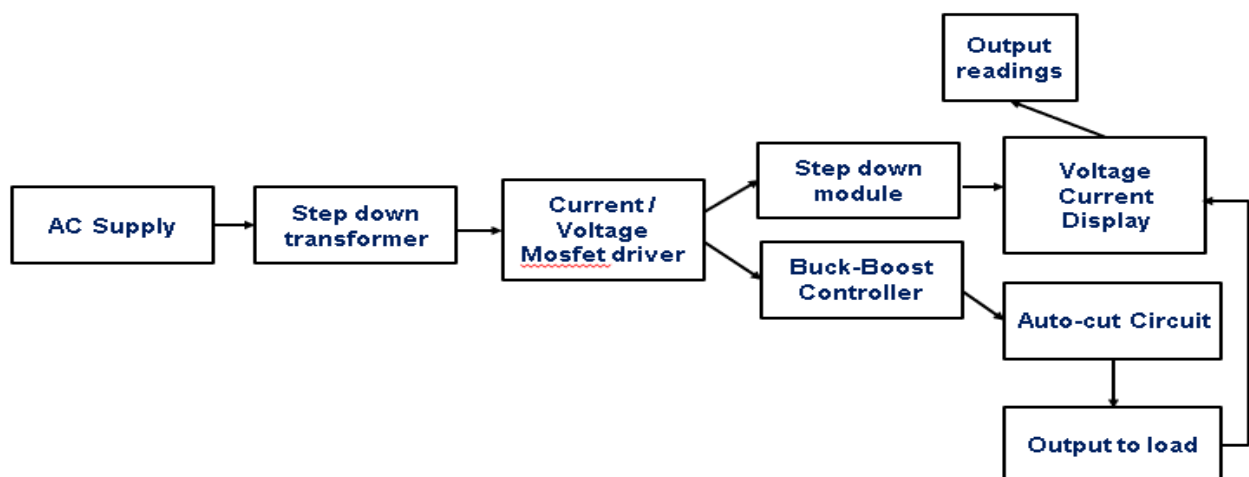 Output
readings
AC Supply
Step down
transformer
Current /
Voltage
Mosfet driver
Step down
module
Voltage
Current
Display
Buck-Boost
Controller
Auto-cut Circuit
Output to load